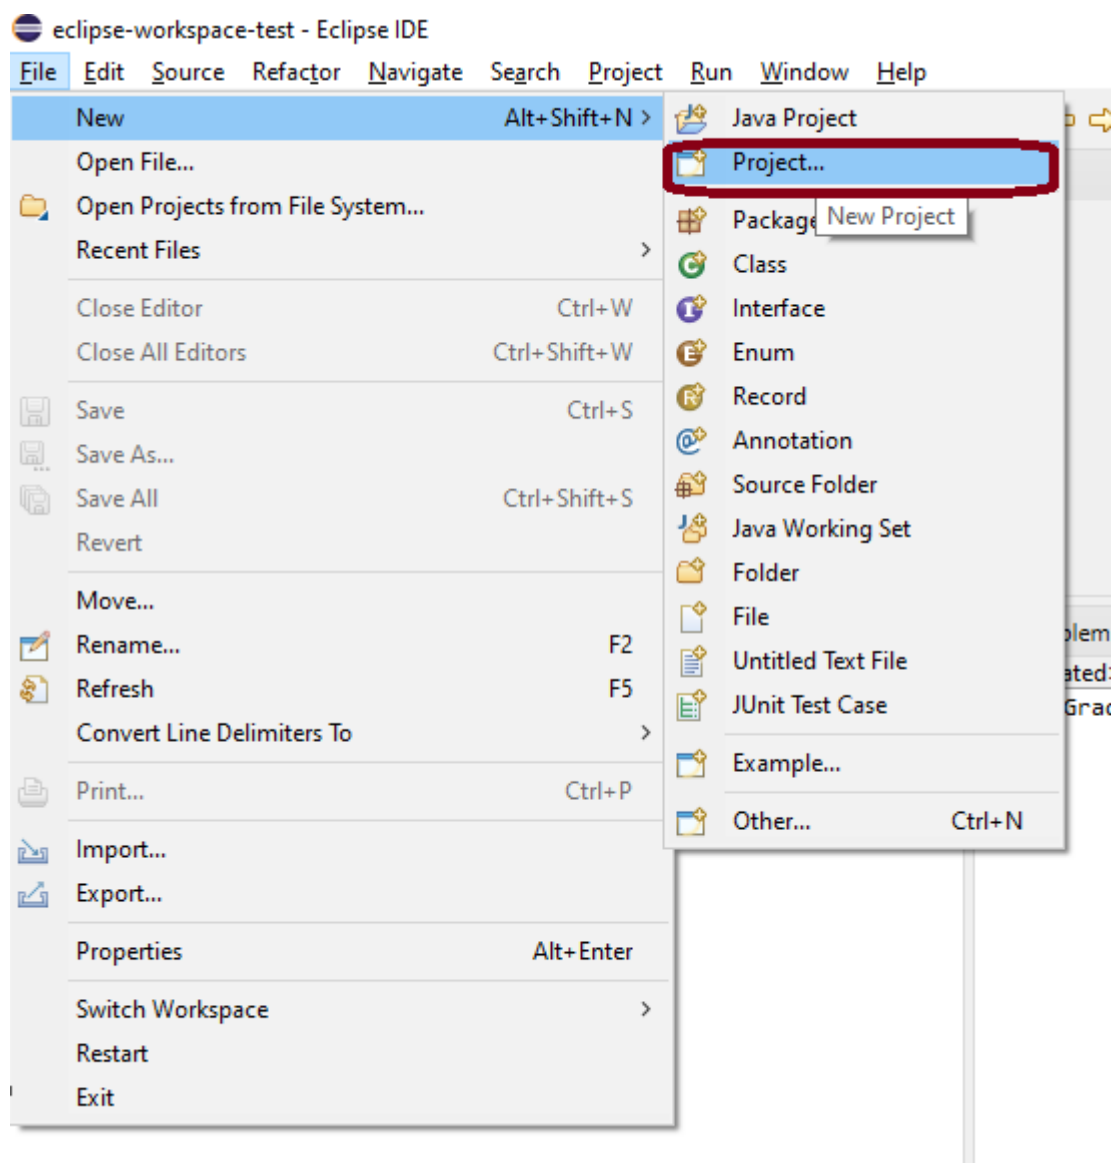 eclipse-workspace-test - Eclipse IDE
File Edit Source Refactor Navigate Search Project Run Window Help
New Alt+Shift+N >
Open File...
Open Projects from File System...
Recent Files >
Close Editor Ctrl+W
Close All Editors Ctrl+Shift+W
Save Ctrl+S
Save As...
Save All Ctrl+Shift+S
Revert
Move...
Rename... F2
Refresh F5
Convert Line Delimiters To >
Print... Ctrl+P
Import...
Export...
Properties Alt+Enter
Switch Workspace >
Restart
Exit
Java Project
Project...
Package
New Project
Class
Interface
Enum
Record
Annotation
Source Folder
Java Working Set
Folder
File
Untitled Text File
JUnit Test Case
Example...
Other... Ctrl+N